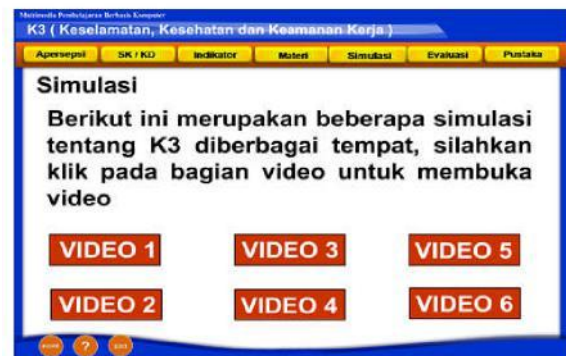 Multimedia Pembelajaran Berbasis Komputer
K3 ( Keselamatan, Kesehatan dan Keamanan Kerja )
Apersepsi SK / KD Indikator Materi Simulasi Evaluasi Pustaka
Simulasi
Berikut ini merupakan beberapa simulasi
tentang K3 diberbagai tempat, silahkan
klik pada bagian video untuk membuka
video
VIDEO 1 VIDEO 3 VIDEO 5
VIDEO 2 VIDEO 4 VIDEO 6
?